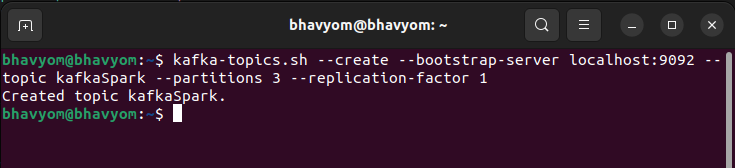 bhavyom@bhavyom: ~
bhavyom@bhavyom:~$ kafka-topics.sh --create --bootstrap-server localhost:9092 --
topic kafkaSpark --partitions 3 --replication-factor 1
Created topic kafkaSpark.
bhavyom@bhavyom:~$